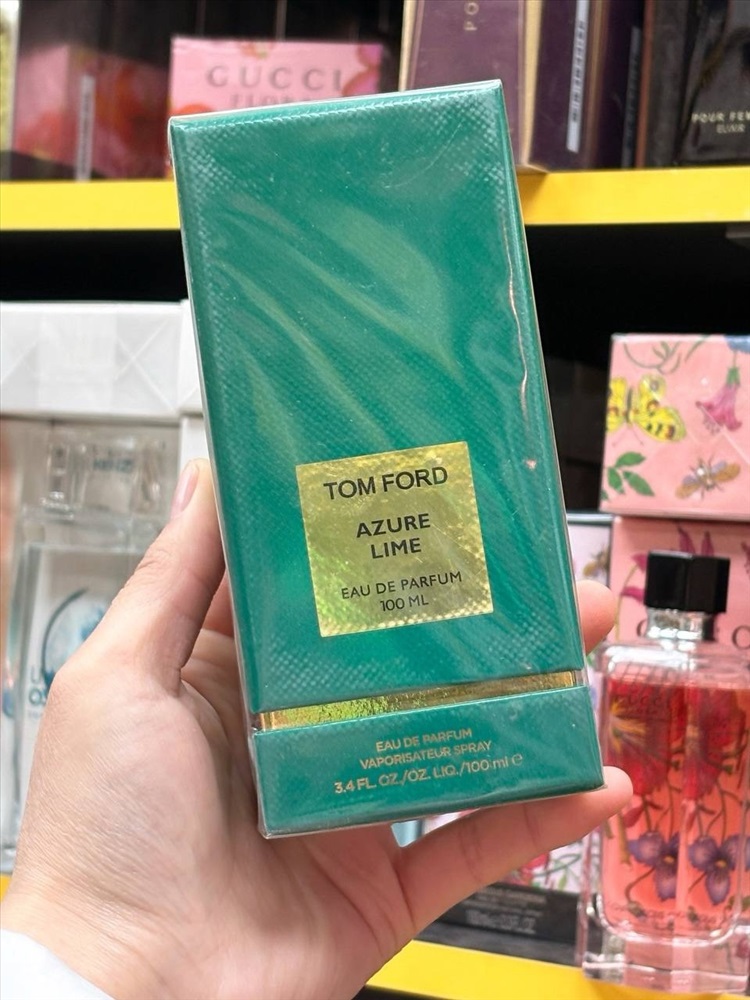 GUCCI
POUR FEM
ELIXIR
TOM FORD
AZURE
LIME
EAU DE PARFUM
100 ML
EAU DE PARFUM
VAPORISATEUR SPRAY
3.4 FL. OZ./OZ. LIQ./100 ml ℮